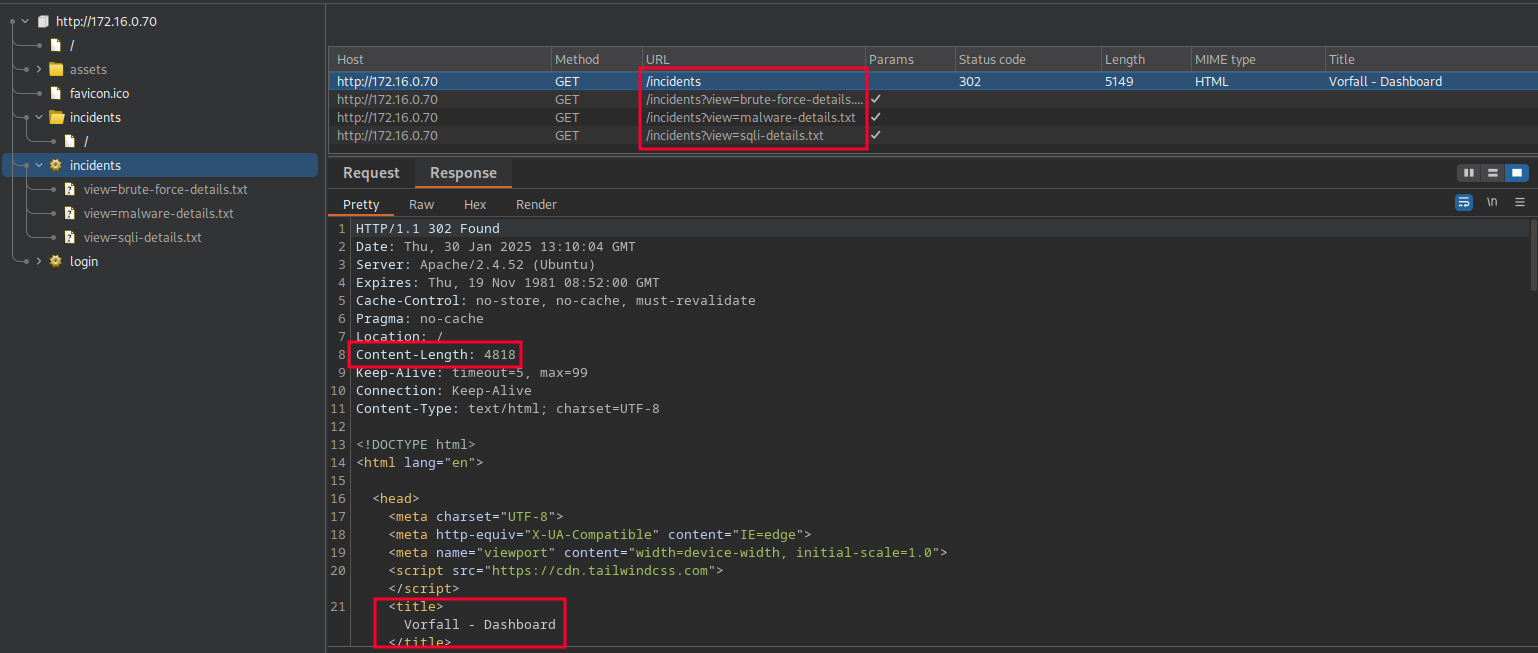 http://172.16.0.70
/
assets
favicon.ico
incidents
/
incidents
view=brute-force-details.txt
view=malware-details.txt
view=sqli-details.txt
login
Host Method URL Params Status code Length MIME type Title
http://172.16.0.70 GET /incidents 302 5149 HTML Vorfall - Dashboard
http://172.16.0.70 GET /incidents?view=brute-force-details.... ✓
http://172.16.0.70 GET /incidents?view=malware-details.txt ✓
http://172.16.0.70 GET /incidents?view=sqli-details.txt ✓
Request Response
Pretty Raw Hex Render \n
1 HTTP/1.1 302 Found
2 Date: Thu, 30 Jan 2025 13:10:04 GMT
3 Server: Apache/2.4.52 (Ubuntu)
4 Expires: Thu, 19 Nov 1981 08:52:00 GMT
5 Cache-Control: no-store, no-cache, must-revalidate
6 Pragma: no-cache
7 Location: /
8 Content-Length: 4818
9 Keep-Alive: timeout=5, max=99
10 Connection: Keep-Alive
11 Content-Type: text/html; charset=UTF-8
12
13 <!DOCTYPE html>
14 <html lang="en">
15
16 <head>
17 <meta charset="UTF-8">
18 <meta http-equiv="X-UA-Compatible" content="IE=edge">
19 <meta name="viewport" content="width=device-width, initial-scale=1.0">
20 <script src="https://cdn.tailwindcss.com">
</script>
21 <title>
Vorfall - Dashboard
</title>